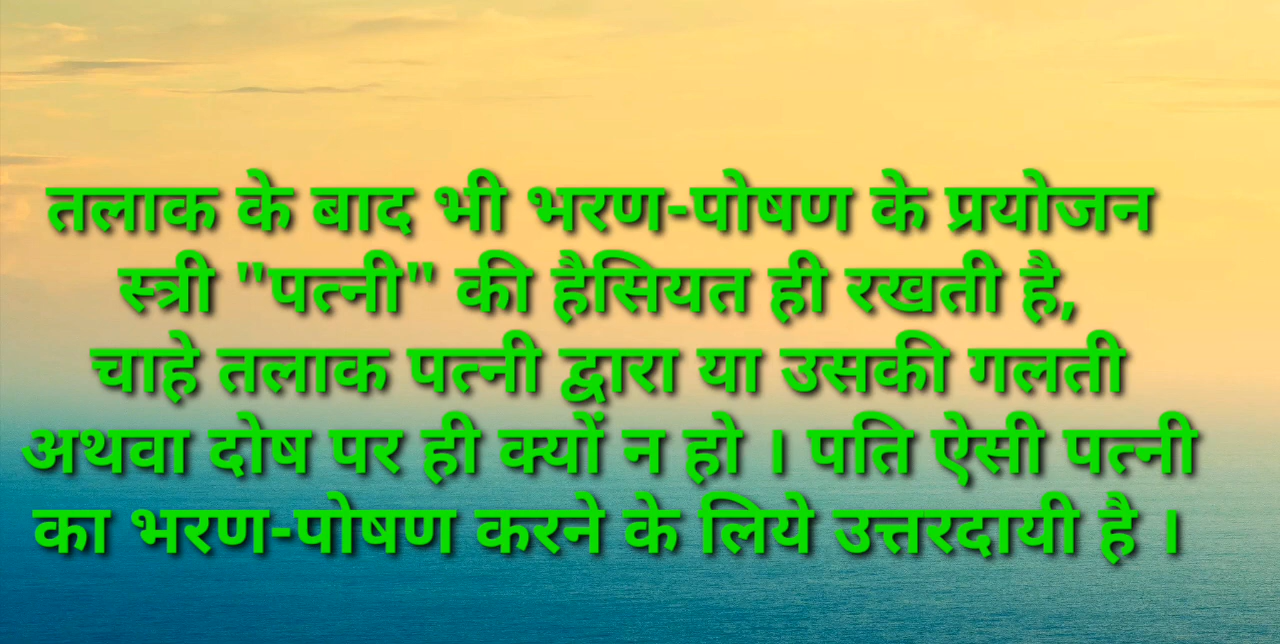 तलाक के बाद भी भरण-पोषण के प्रयोजन
स्त्री "पत्नी" की हैसियत ही रखती है,
चाहे तलाक पत्नी द्वारा या उसकी गलती
अथवा दोष पर ही क्यों न हो । पति ऐसी पत्नी
का भरण-पोषण करने के लिये उत्तरदायी है ।